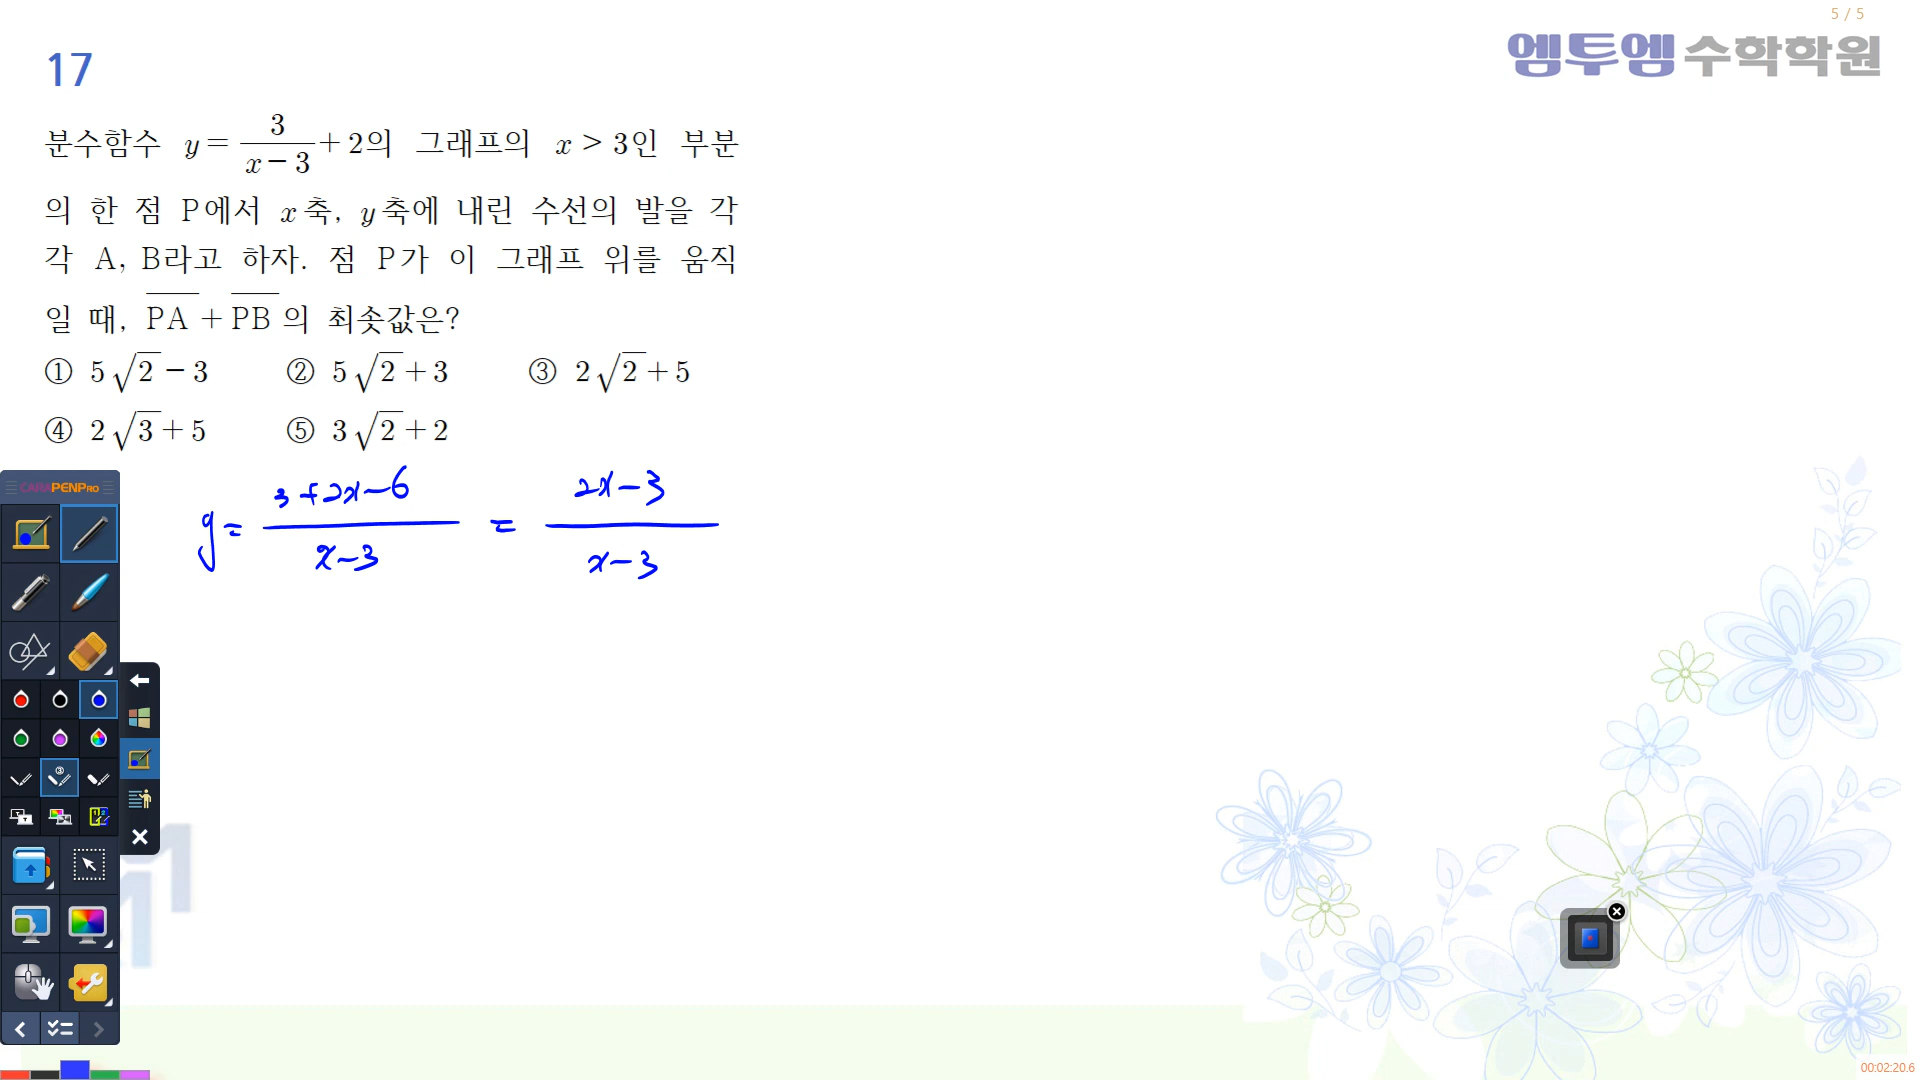 5 / 5
엠투엠 수학학원
17
분수함수 y = 3/(x-3) + 2의 그래프의 x > 3인 부분
의 한 점 P에서 x축, y축에 내린 수선의 발을 각
각 A, B라고 하자. 점 P가 이 그래프 위를 움직
일 때, PA + PB의 최솟값은?
① 5√2 - 3 ② 5√2 + 3 ③ 2√2 + 5
④ 2√3 + 5 ⑤ 3√2 + 2
CARAPENPRO
y = (3+2x-6)/(x-3) = (2x-3)/(x-3)
00:02:20.6